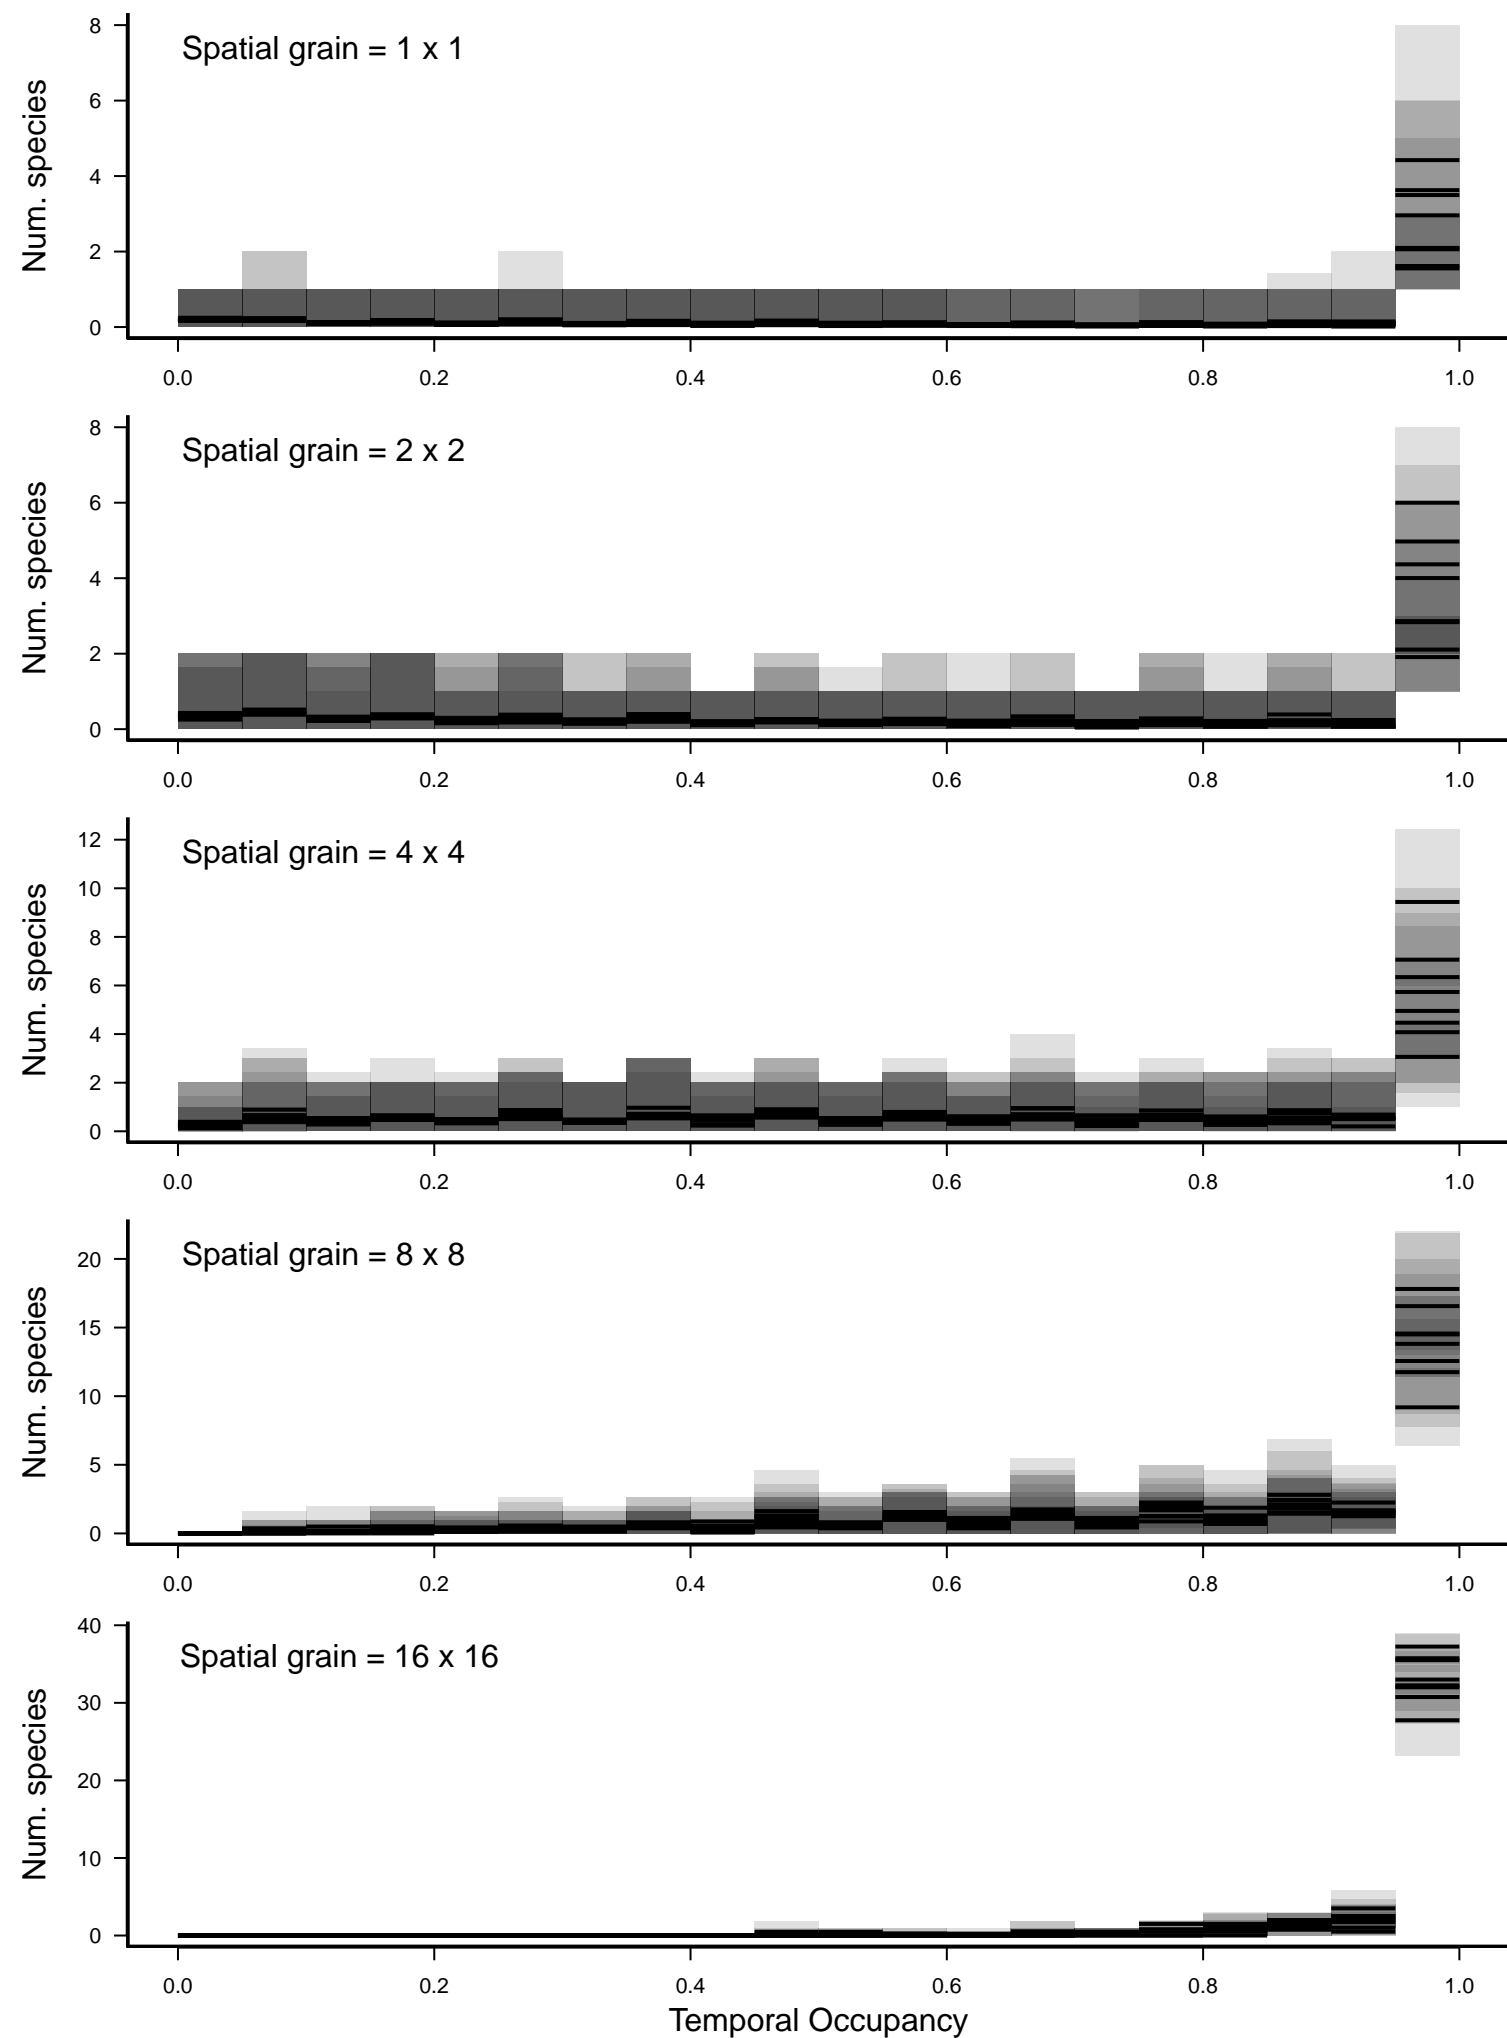 Spatial grain = 1 x 1
Num. species
8
6
4
2
0
0.0 0.2 0.4 0.6 0.8 1.0
Spatial grain = 2 x 2
Num. species
8
6
4
2
0
0.0 0.2 0.4 0.6 0.8 1.0
Spatial grain = 4 x 4
Num. species
12
10
8
6
4
2
0
0.0 0.2 0.4 0.6 0.8 1.0
Spatial grain = 8 x 8
Num. species
20
15
10
5
0
0.0 0.2 0.4 0.6 0.8 1.0
Spatial grain = 16 x 16
Num. species
40
30
20
10
0
0.0 0.2 0.4 0.6 0.8 1.0
Temporal Occupancy